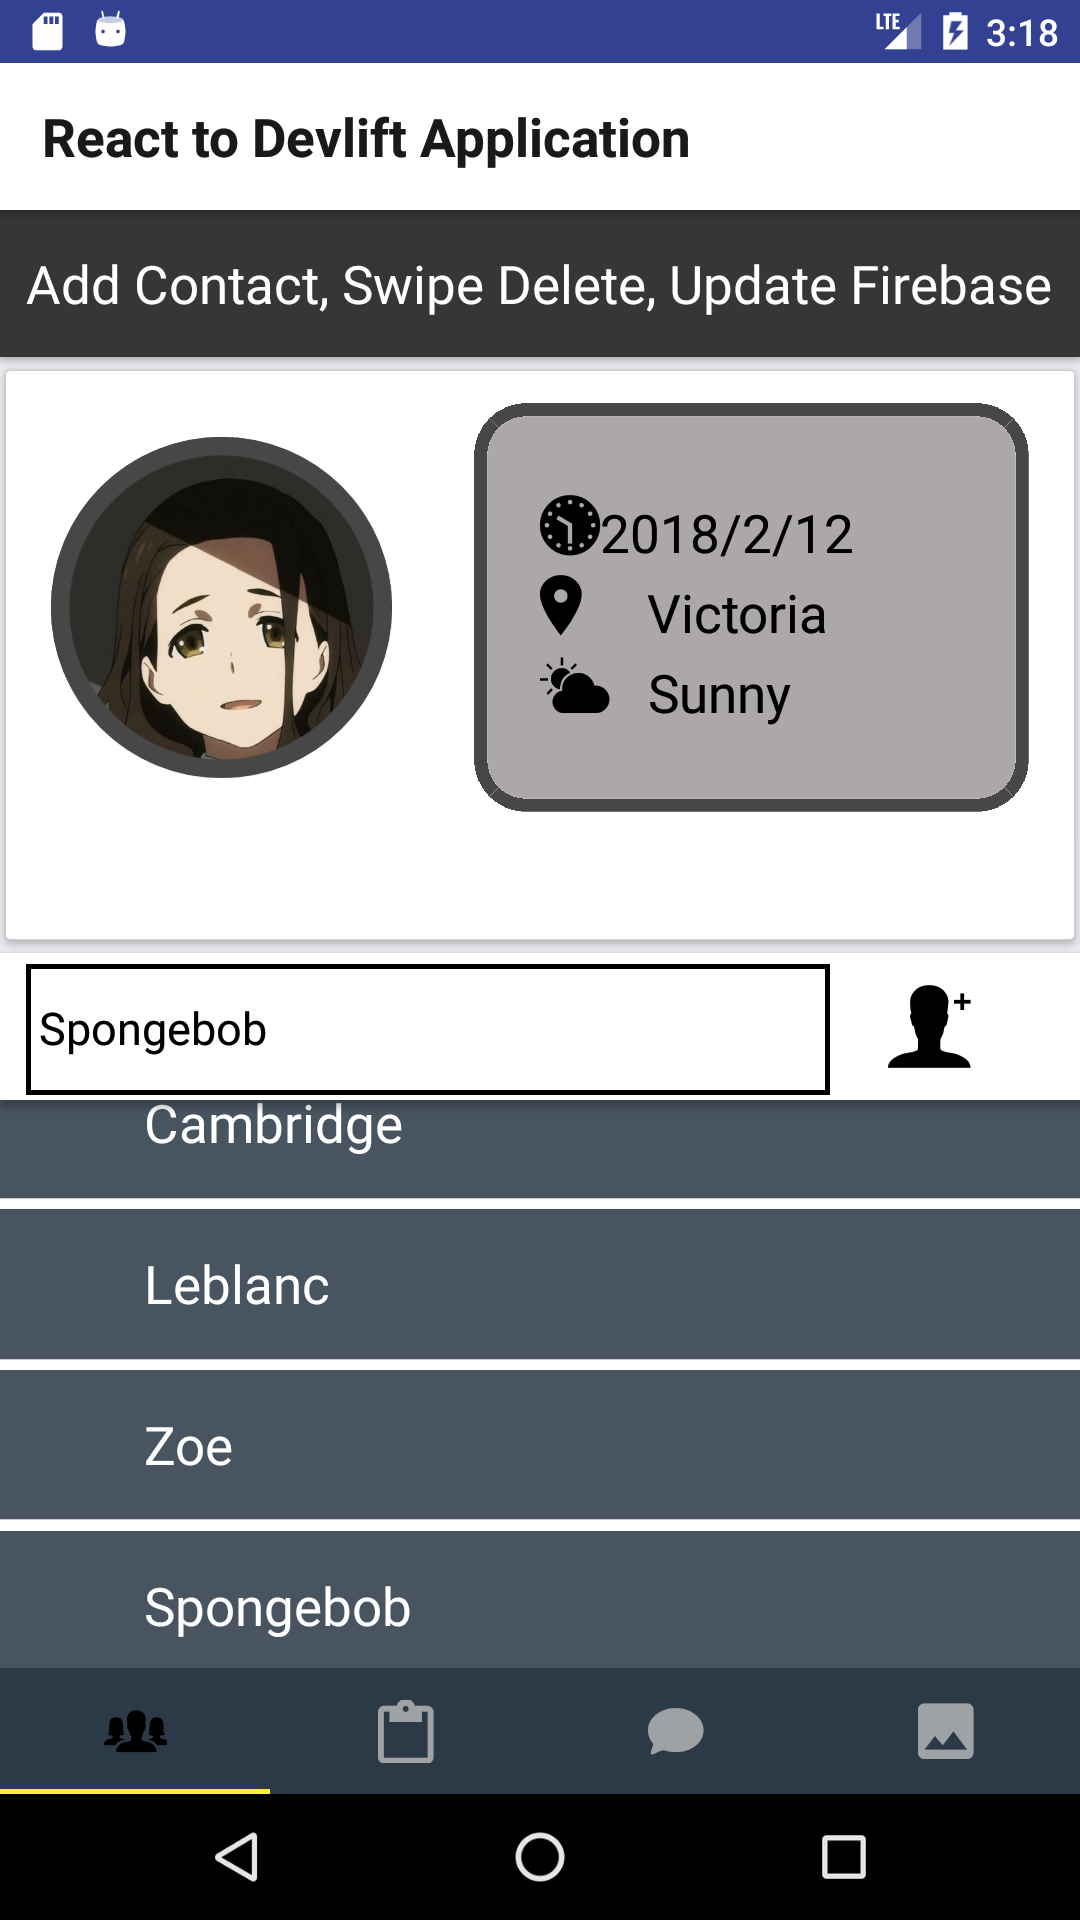 LTE 3:18
React to Devlift Application
Add Contact, Swipe Delete, Update Firebase
2018/2/12
Victoria
Sunny
Spongebob
Cambridge
Leblanc
Zoe
Spongebob